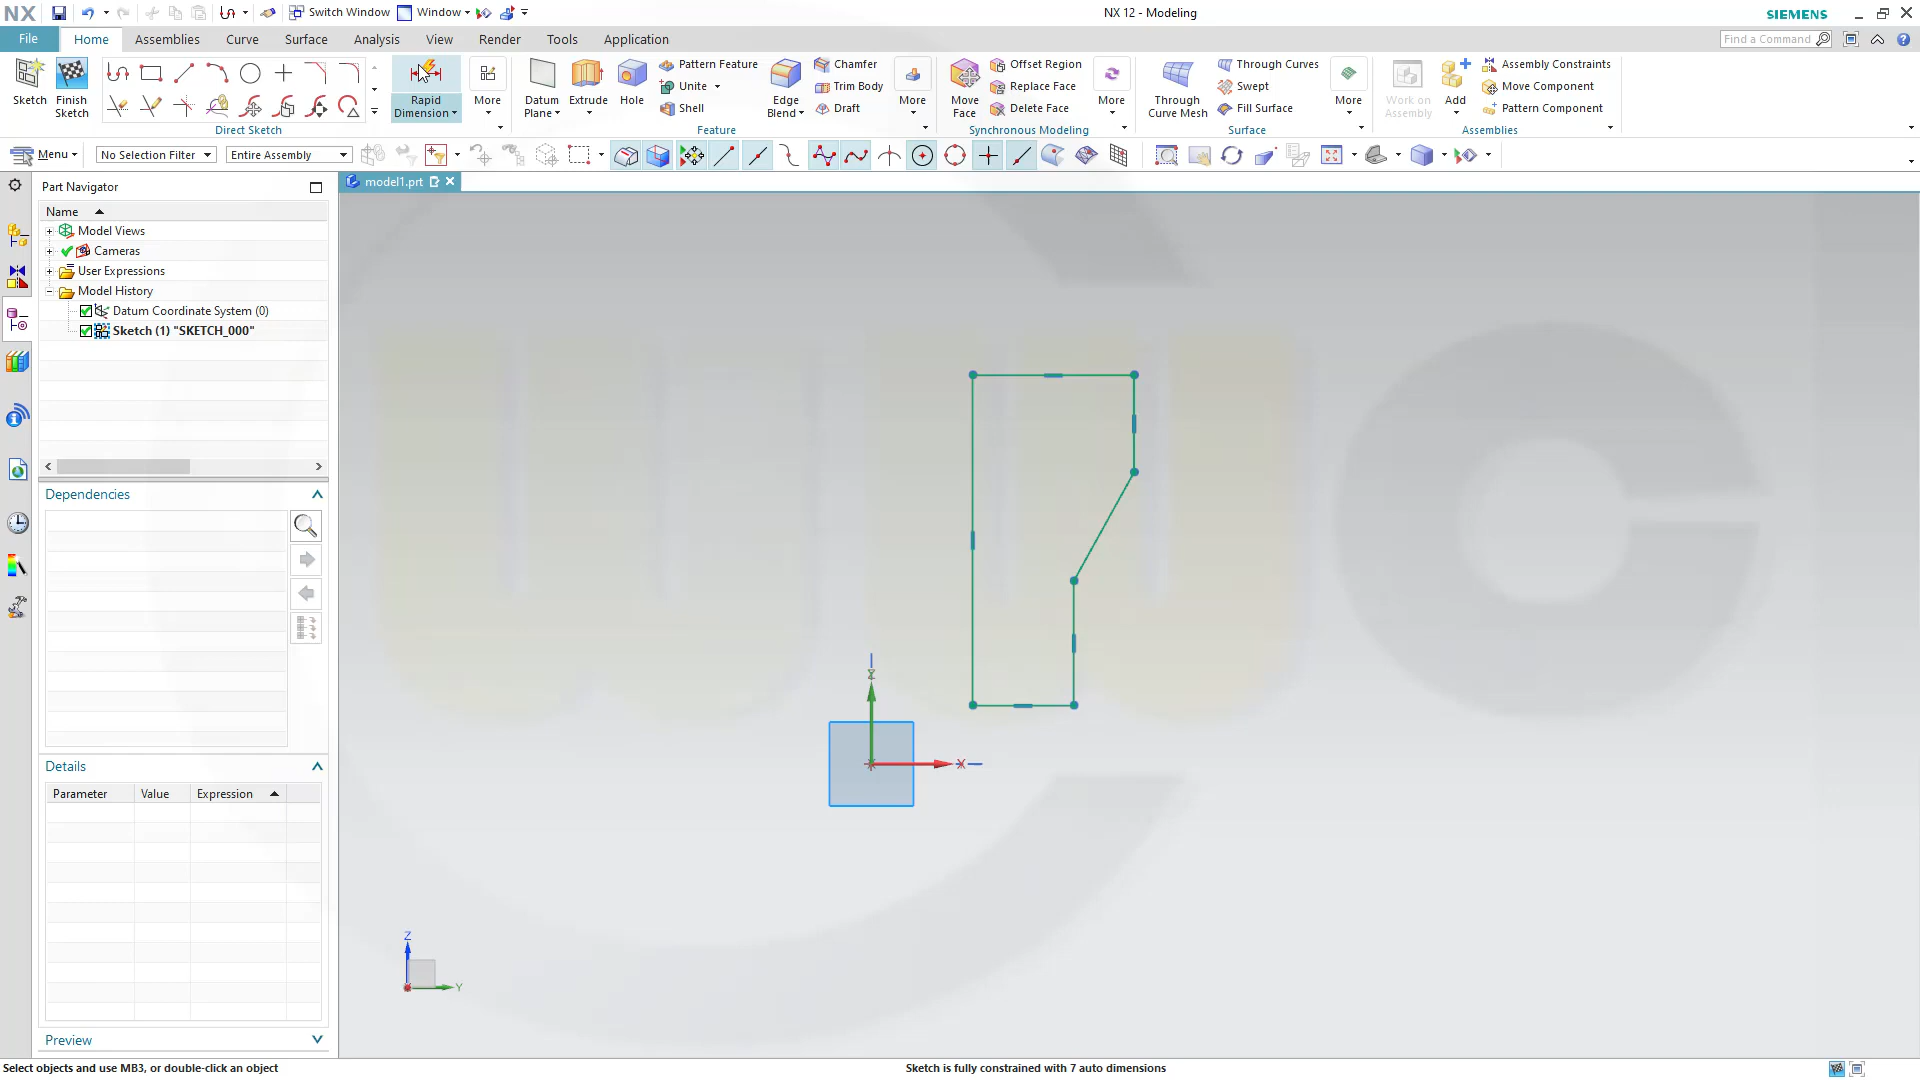 NX
Switch Window
Window
NX 12 - Modeling
SIEMENS
File
Home
Assemblies
Curve
Surface
Analysis
View
Render
Tools
Application
Find a Command
Sketch
Finish Sketch
Direct Sketch
Rapid Dimension
More
Datum Plane
Extrude
Hole
Pattern Feature
Unite
Shell
Edge Blend
Chamfer
Trim Body
Draft
More
Feature
Move Face
Offset Region
Replace Face
Delete Face
More
Synchronous Modeling
Through Curve Mesh
Through Curves
Swept
Fill Surface
More
Surface
Work on Assembly
Add
Assembly Constraints
Move Component
Pattern Component
Assemblies
Menu
No Selection Filter
Entire Assembly
Part Navigator
model1.prt
Name
Model Views
Cameras
User Expressions
Model History
Datum Coordinate System (0)
Sketch (1) "SKETCH_000"
Dependencies
Details
Parameter
Value
Expression
Preview
X
Z
Y
Select objects and use MB3, or double-click an object
Sketch is fully constrained with 7 auto dimensions